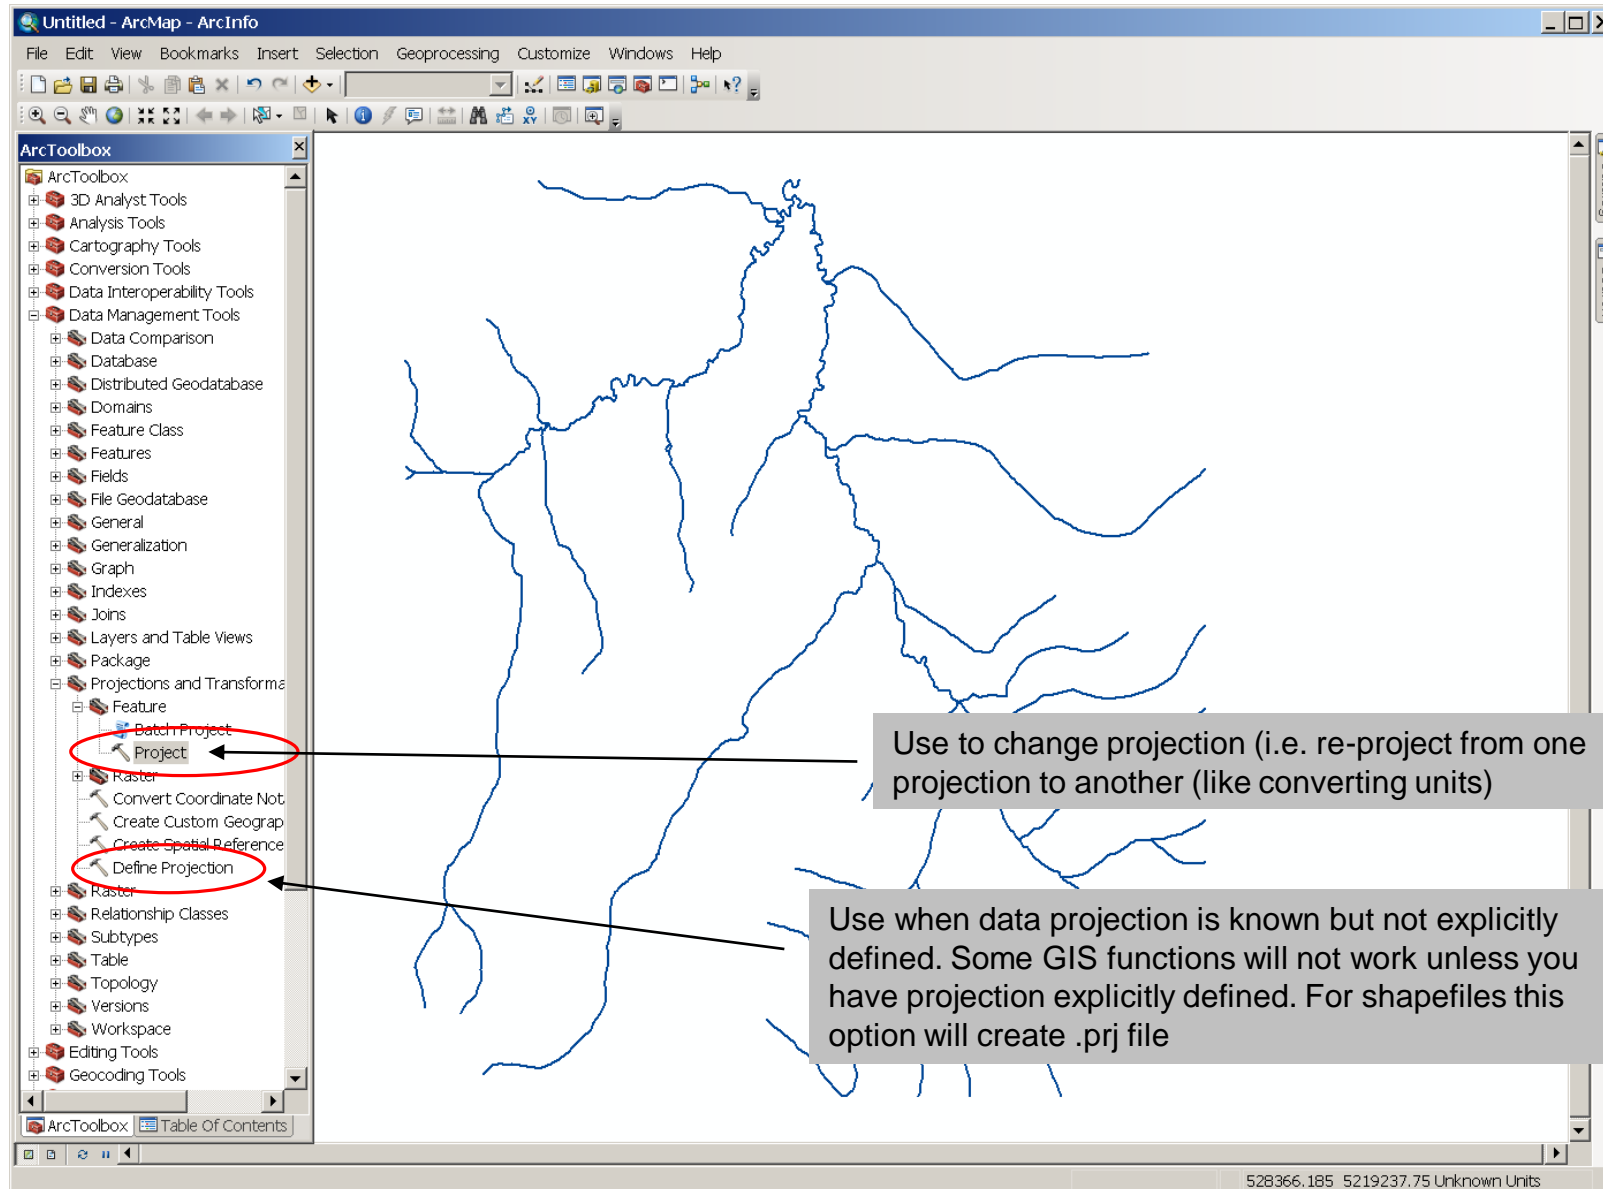 Untitled - ArcMap - ArcInfo
File Edit View Bookmarks Insert Selection Geoprocessing Customize Windows Help
ArcToolbox
ArcToolbox
3D Analyst Tools
Analysis Tools
Cartography Tools
Conversion Tools
Data Interoperability Tools
Data Management Tools
Data Comparison
Database
Distributed Geodatabase
Domains
Feature Class
Features
Fields
File Geodatabase
General
Generalization
Graph
Indexes
Joins
Layers and Table Views
Package
Projections and Transforma
Feature
Batch Project
Project
Raster
Convert Coordinate Not
Create Custom Geograp
Create Spatial Reference
Define Projection
Raster
Relationship Classes
Subtypes
Table
Topology
Versions
Workspace
Editing Tools
Geocoding Tools
ArcToolbox Table Of Contents
Use to change projection (i.e. re-project from one
projection to another (like converting units)
Use when data projection is known but not explicitly
defined. Some GIS functions will not work unless you
have projection explicitly defined. For shapefiles this
option will create .prj file
528366.185 5219237.75 Unknown Units